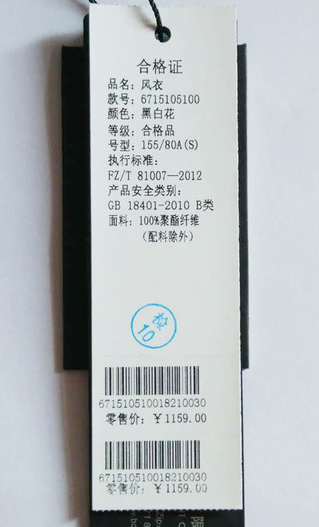 合格证
品名：风衣
款号：6715105100
颜色：黑白花
等级：合格品
号型：155/80A(S)
执行标准：
FZ/T 81007—2012
产品安全类别：
GB 18401-2010 B类
面料：100%聚酯纤维
（配料除外）
检
10
671510510018210030
零售价：￥1159.00
671510510018210030
零售价：￥1159.00
限